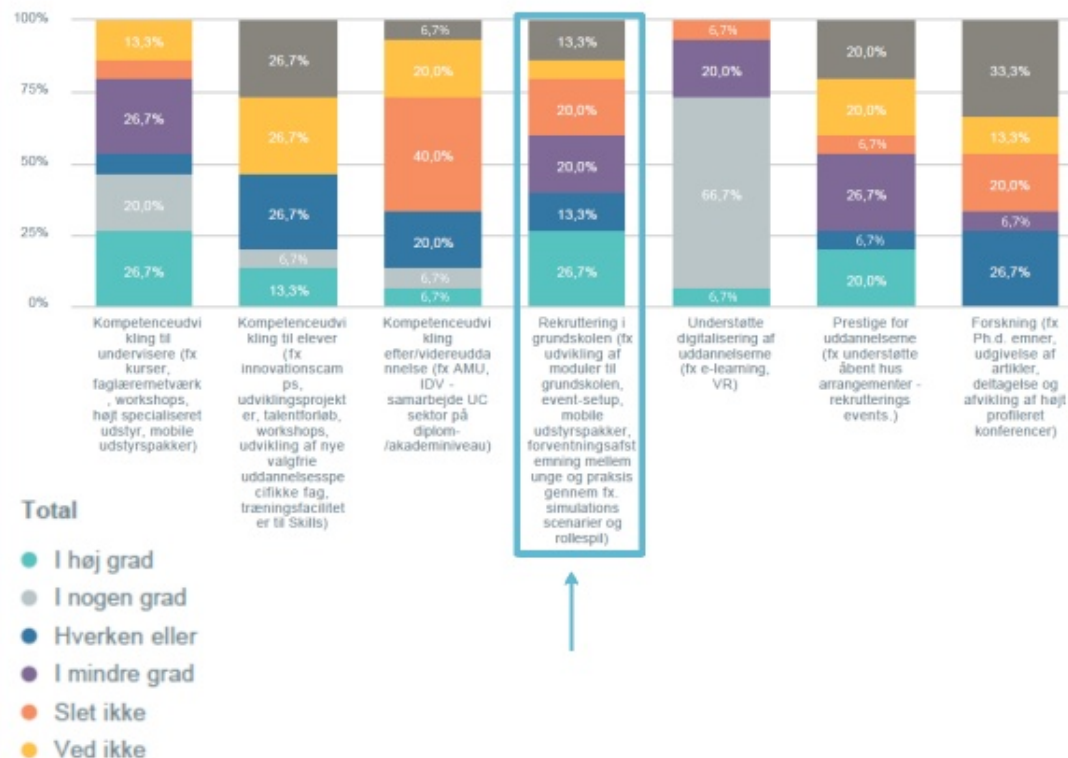 100%
75%
50%
25%
0%
13,3%
26,7%
20,0%
26,7%
26,7%
26,7%
26,7%
6,7%
13,3%
6,7%
20,0%
40,0%
20,0%
6,7%
6,7%
13,3%
20,0%
20,0%
13,3%
26,7%
6,7%
20,0%
66,7%
6,7%
20,0%
20,0%
6,7%
26,7%
6,7%
20,0%
33,3%
13,3%
20,0%
6,7%
26,7%
Kompetenceudvi
kling til
undervisere (fx
kurser,
faglærernetværk
, workshops,
højt specialiseret
udstyr, mobile
udstyrspakker)
Kompetenceudvi
kling til elever
(fx
innovationscam
ps,
udviklingsprojekt
er, talentforløb,
workshops,
udvikling af nye
valgfrie
uddannelsesspe
cifikke fag,
træningsfacilitet
er til Skills)
Kompetenceudvi
kling
efter/videreudda
nnelse (fx AMU,
IDV -
samarbejde UC
sektor på
diplom-
/akademiniveau)
Rekruttering i
grundskolen (fx
udvikling af
moduler til
grundskolen,
event-setup,
mobile
udstyrspakker,
forventningsafst
emning mellem
unge og praksis
gennem fx.
simulations
scenarier og
rollespil)
Understøtte
digitalisering af
uddannelserne
(fx e-learning,
VR)
Prestige for
uddannelserne
(fx understøtte
åbent hus
arrangementer -
rekrutterings
events.)
Forskning (fx
Ph.d. emner,
udgivelse af
artikler,
deltagelse og
afvikling af højt
profileret
konferencer)
Total
I høj grad
I nogen grad
Hverken eller
I mindre grad
Slet ikke
Ved ikke